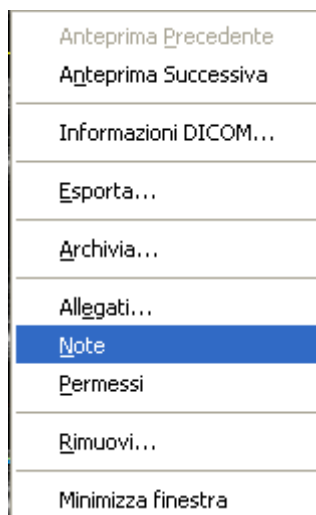 Anteprima Precedente
Anteprima Successiva
Informazioni DICOM...
Esporta...
Archivia...
Allegati...
Note
Permessi
Rimuovi...
Minimizza finestra